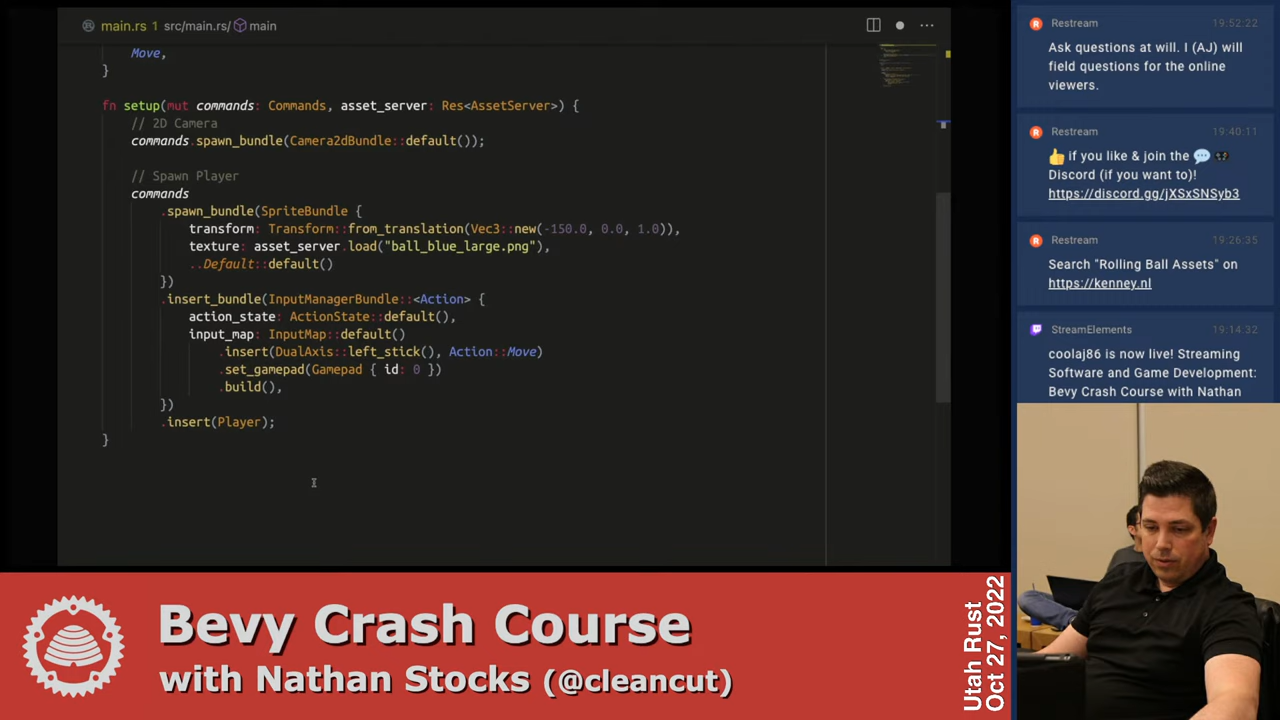 main.rs 1 src/main.rs/ main
Move,
}
fn setup(mut commands: Commands, asset_server: Res<AssetServer>) {
// 2D Camera
commands.spawn_bundle(Camera2dBundle::default());
// Spawn Player
commands
.spawn_bundle(SpriteBundle {
transform: Transform::from_translation(Vec3::new(-150.0, 0.0, 1.0)),
texture: asset_server.load("ball_blue_large.png"),
..Default::default()
})
.insert_bundle(InputManagerBundle::<Action> {
action_state: ActionState::default(),
input_map: InputMap::default()
.insert(DualAxis::left_stick(), Action::Move)
.set_gamepad(Gamepad { id: 0 })
.build(),
})
.insert(Player);
}
Restream 19:52:22
Ask questions at will. I (AJ) will
field questions for the online
viewers.
Restream 19:40:11
👍 if you like & join the 💬 🎮
Discord (if you want to)!
https://discord.gg/jXSxSNSyb3
Restream 19:26:35
Search "Rolling Ball Assets" on
https://kenney.nl
StreamElements 19:14:32
coolaj86 is now live! Streaming
Software and Game Development:
Bevy Crash Course with Nathan
Bevy Crash Course
with Nathan Stocks (@cleancut)
Utah Rust
Oct 27, 2022